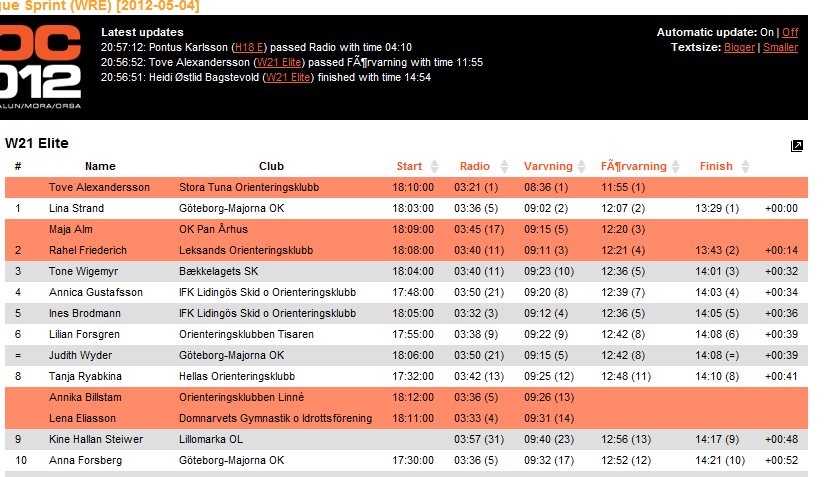 gue Sprint (WRE) [2012-05-04]
Latest updates
Automatic update: On | Off
20:57:12: Pontus Karlsson (H18 E) passed Radio with time 04:10
Textsize: Bigger | Smaller
20:56:52: Tove Alexandersson (W21 Elite) passed FÃ¶rvarning with time 11:55
20:56:51: Heidi Østlid Bagstevold (W21 Elite) finished with time 14:54
OC
012
ALUN/MORA/ORSA
W21 Elite
# Name Club Start Radio Varvning FÃ¶rvarning Finish
Tove Alexandersson Stora Tuna Orienteringsklubb 18:10:00 03:21 (1) 08:36 (1) 11:55 (1)
1 Lina Strand Göteborg-Majorna OK 18:03:00 03:36 (5) 09:02 (2) 12:07 (2) 13:29 (1) +00:00
Maja Alm OK Pan Århus 18:09:00 03:45 (17) 09:15 (5) 12:20 (3)
2 Rahel Friederich Leksands Orienteringsklubb 18:08:00 03:40 (11) 09:11 (3) 12:21 (4) 13:43 (2) +00:14
3 Tone Wigemyr Bækkelagets SK 18:04:00 03:40 (11) 09:23 (10) 12:36 (5) 14:01 (3) +00:32
4 Annica Gustafsson IFK Lidingös Skid o Orienteringsklubb 17:48:00 03:50 (21) 09:20 (8) 12:39 (7) 14:03 (4) +00:34
5 Ines Brodmann IFK Lidingös Skid o Orienteringsklubb 18:05:00 03:32 (3) 09:12 (4) 12:36 (5) 14:05 (5) +00:36
6 Lilian Forsgren Orienteringsklubben Tisaren 17:55:00 03:38 (9) 09:22 (9) 12:42 (8) 14:08 (6) +00:39
= Judith Wyder Göteborg-Majorna OK 18:06:00 03:50 (21) 09:15 (5) 12:42 (8) 14:08 (=) +00:39
8 Tanja Ryabkina Hellas Orienteringsklubb 17:32:00 03:42 (13) 09:25 (12) 12:48 (11) 14:10 (8) +00:41
Annika Billstam Orienteringsklubben Linné 18:12:00 03:36 (5) 09:26 (13)
Lena Eliasson Domnarvets Gymnastik o Idrottsförening 18:11:00 03:33 (4) 09:31 (14)
9 Kine Hallan Steiwer Lillomarka OL 03:57 (31) 09:40 (23) 12:56 (13) 14:17 (9) +00:48
10 Anna Forsberg Göteborg-Majorna OK 17:30:00 03:36 (5) 09:32 (17) 12:52 (12) 14:21 (10) +00:52